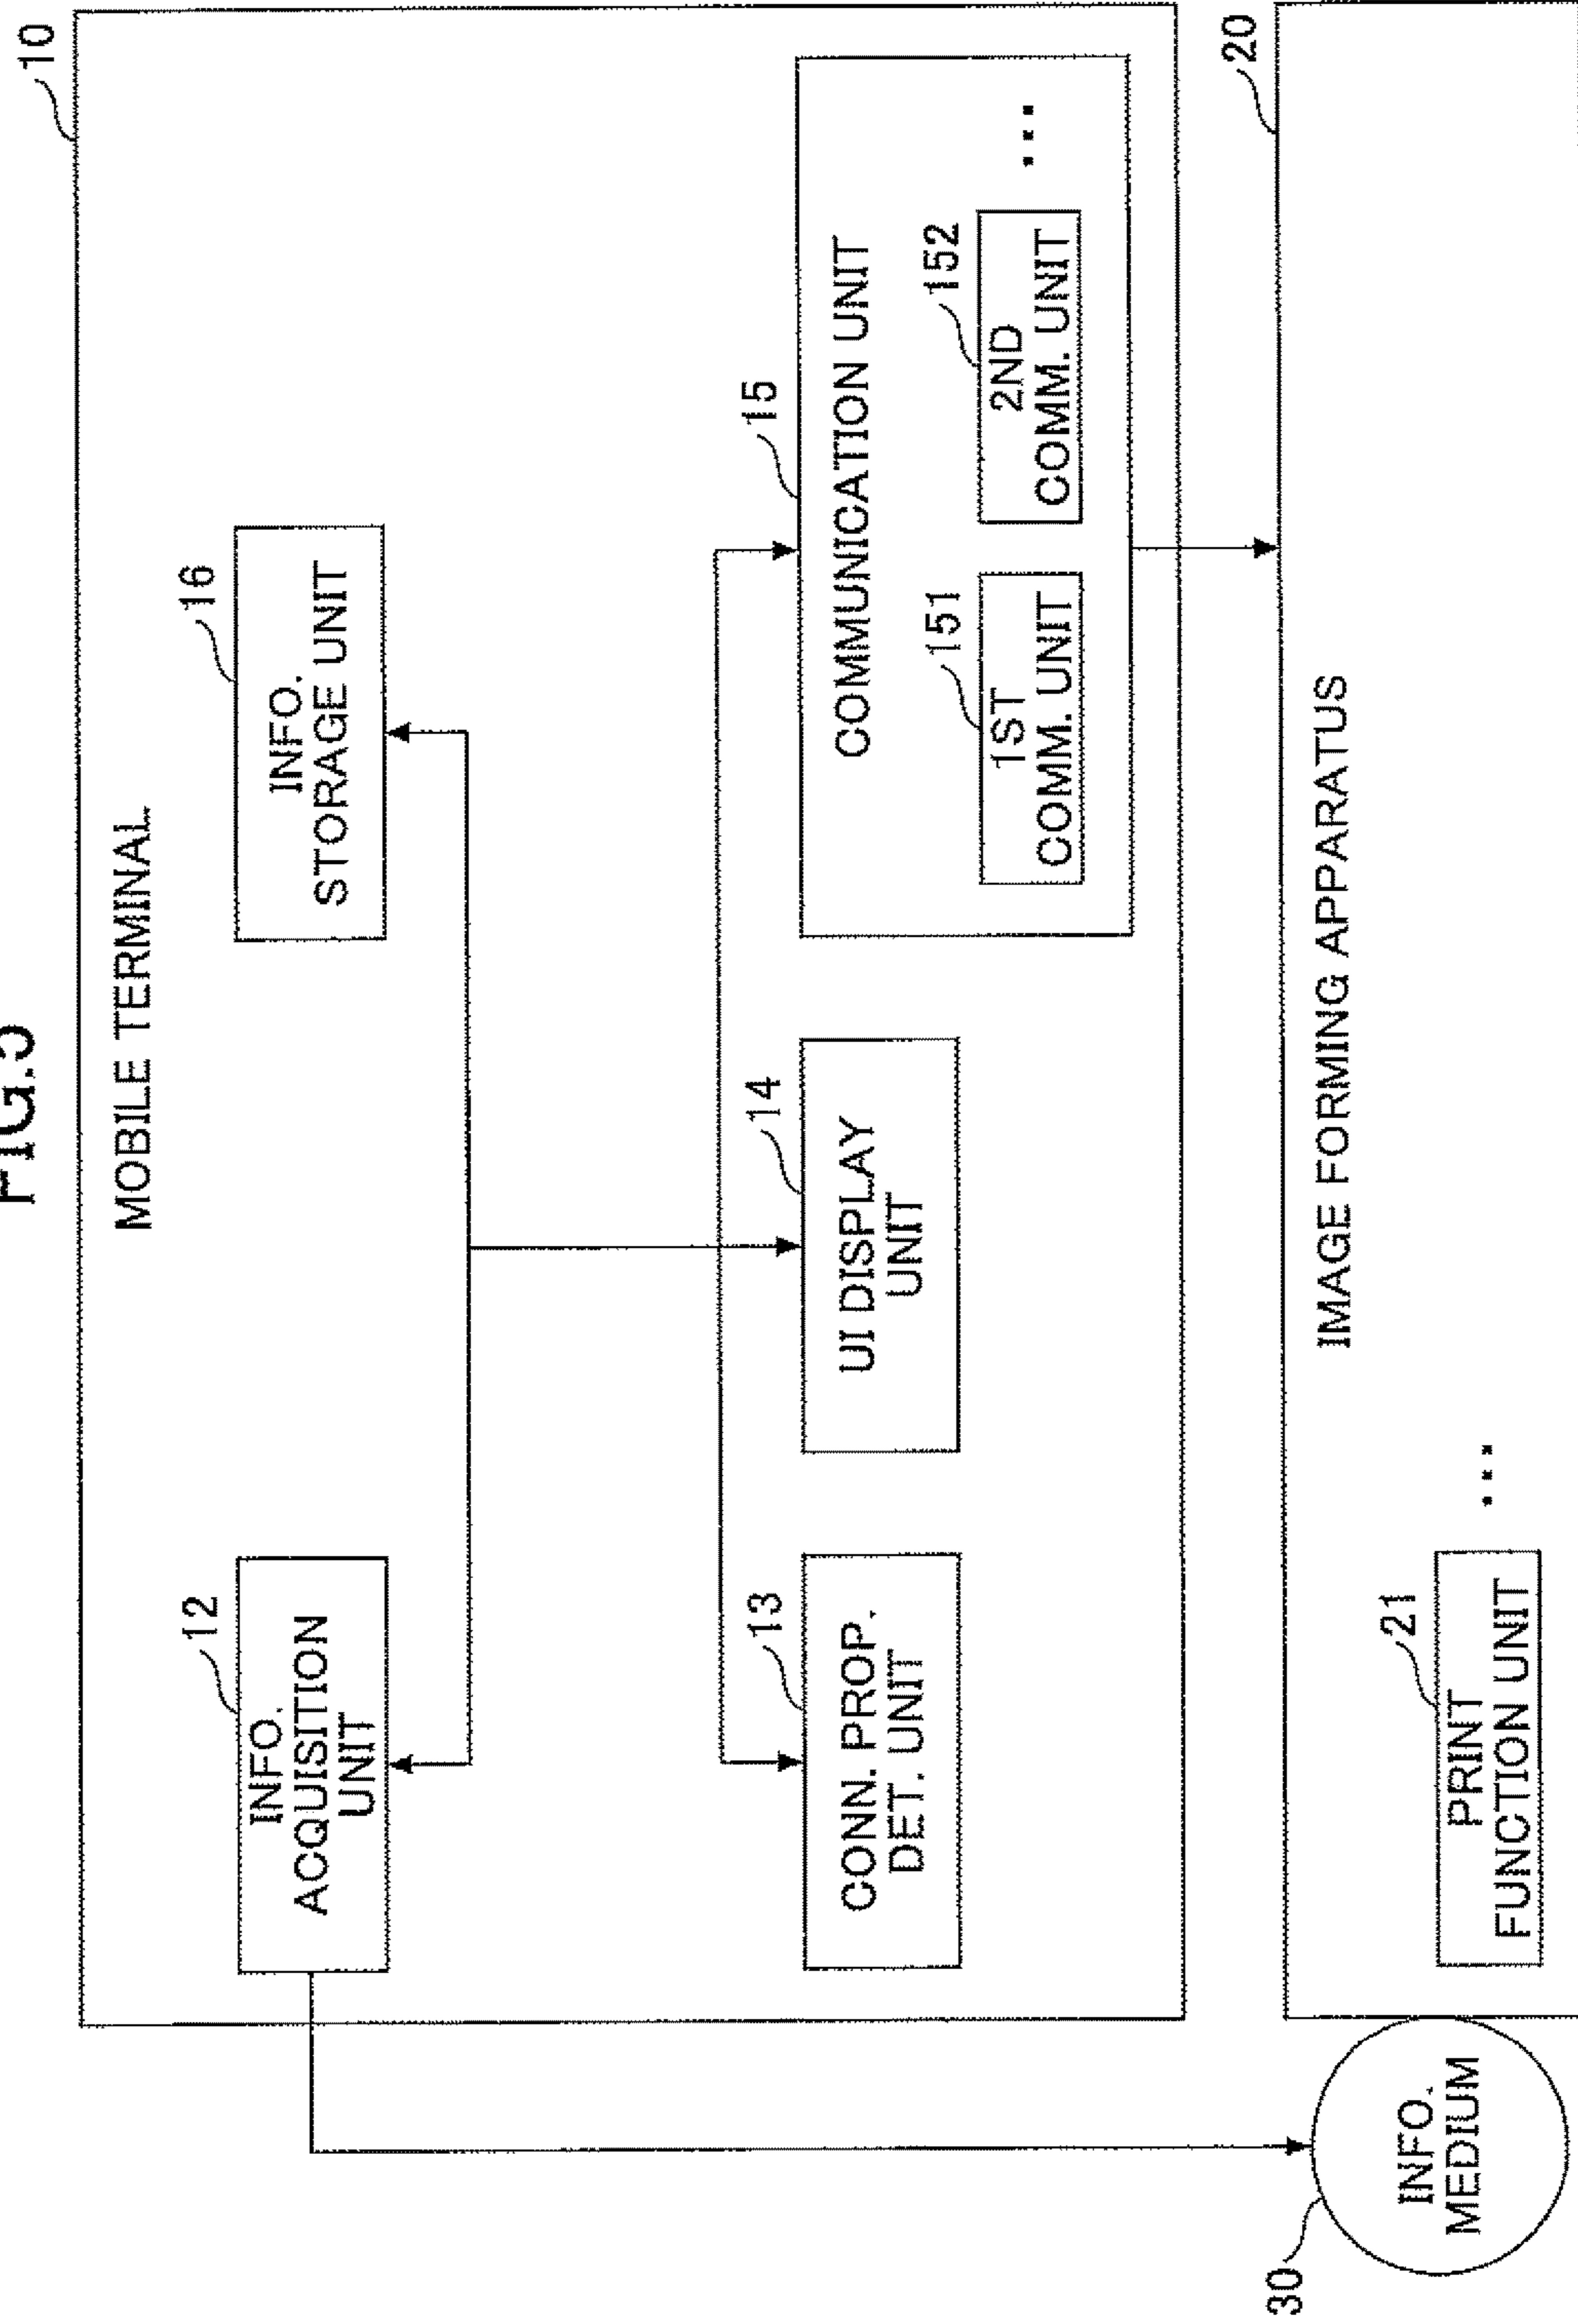 FIG.5
10
MOBILE TERMINAL
12
INFO.
ACQUISITION
UNIT
16
INFO.
STORAGE UNIT
13
CONN. PROP.
DET. UNIT
14
UI DISPLAY
UNIT
15
COMMUNICATION UNIT
151
1ST
COMM. UNIT
152
2ND
COMM. UNIT
...
20
IMAGE FORMING APPARATUS
21
PRINT
FUNCTION UNIT
...
30
INFO.
MEDIUM